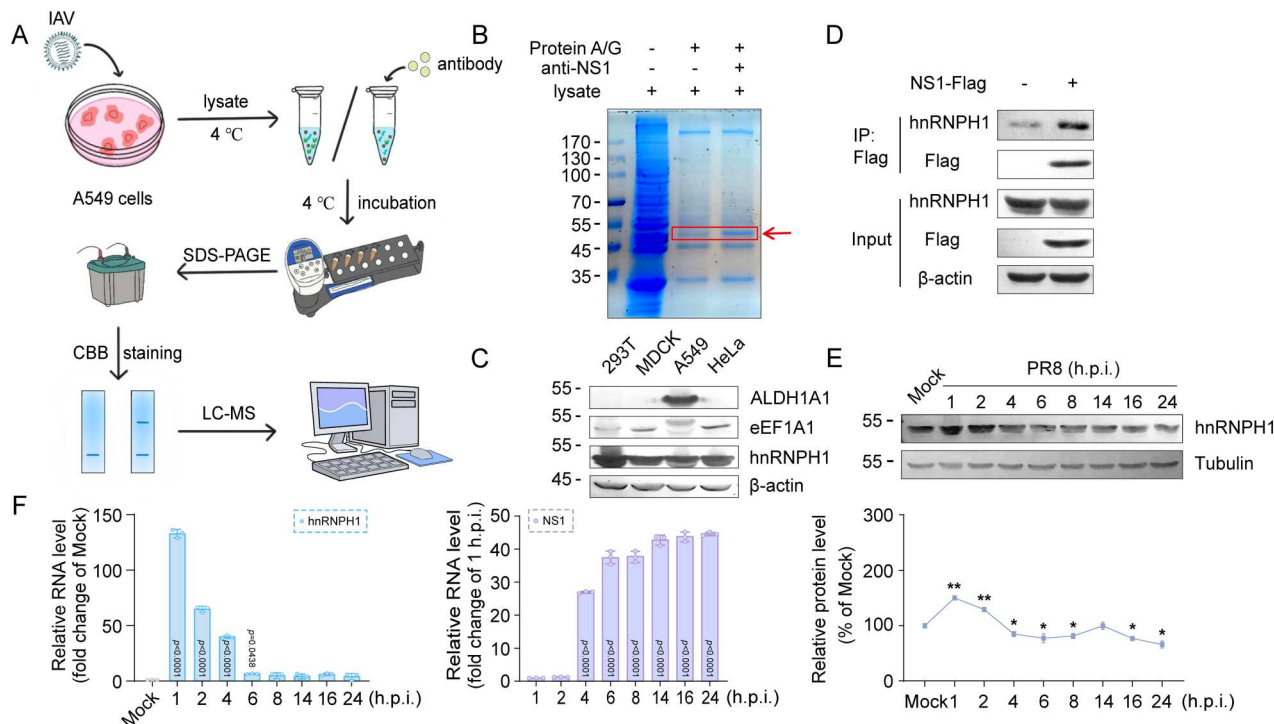 A
IAV
antibody
lysate
4 ℃
A549 cells
4 ℃
incubation
SDS-PAGE
CBB
staining
LC-MS
B
Protein A/G - + +
anti-NS1 - - +
lysate + + +
170
130
100
70
55
45
35
C
293T MDCK A549 HeLa
55 ALDH1A1
55 eEF1A1
55 hnRNPH1
45 β-actin
D
NS1-Flag - +
IP: Flag
hnRNPH1
Flag
Input
hnRNPH1
Flag
β-actin
E
PR8 (h.p.i.)
Mock 1 2 4 6 8 14 16 24
55 hnRNPH1
55 Tubulin
Relative protein level
(% of Mock)
300
200
100
0
** ** * * * * *
Mock 1 2 4 6 8 14 16 24 (h.p.i.)
F
Relative RNA level
(fold change of Mock)
150
100
50
0
hnRNPH1
p<0.0001 p<0.0001 p<0.0001 p=0.0438
Mock 1 2 4 6 8 14 16 24 (h.p.i.)
Relative RNA level
(fold change of 1 h.p.i.)
50
40
30
20
10
0
NS1
p<0.0001 p<0.0001 p<0.0001 p<0.0001 p<0.0001 p<0.0001
1 2 4 6 8 14 16 24 (h.p.i.)